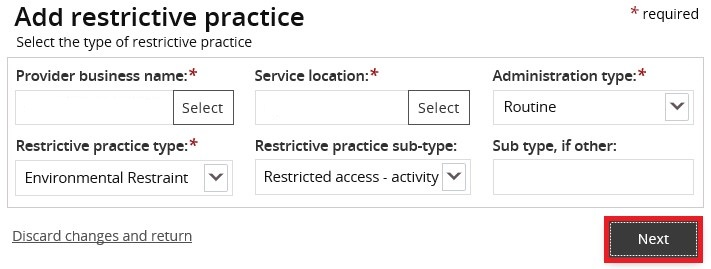 Add restrictive practice
* required
Select the type of restrictive practice
Provider business name:* Service location:* Administration type:*
Select Select Routine
Restrictive practice type:* Restrictive practice sub-type: Sub type, if other:
Environmental Restraint Restricted access - activity
Discard changes and return Next